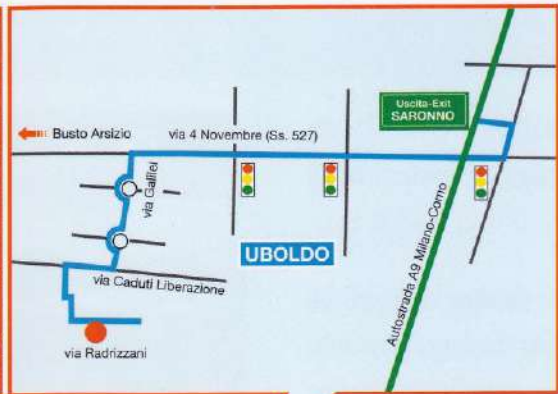 Uscita-Exit
SARONNO
Busto Arsizio
via 4 Novembre (Ss. 527)
via Galilei
UBOLDO
via Caduti Liberazione
Autostrada A9 Milano-Como
via Radrizzani